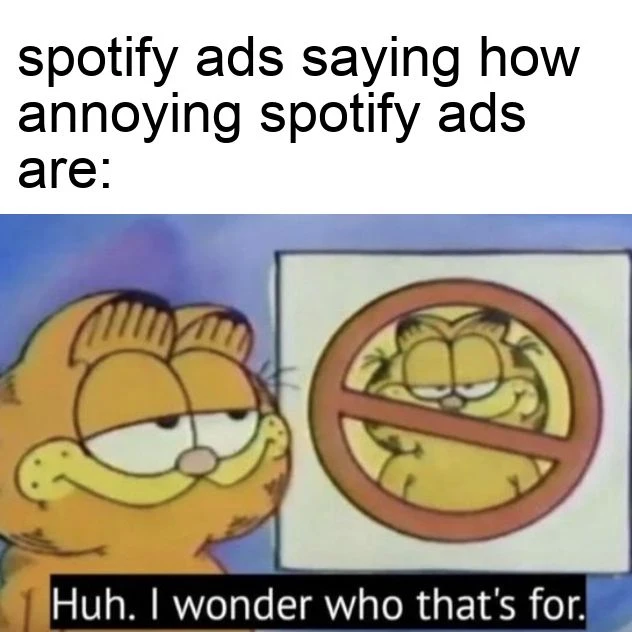 spotify ads saying how
annoying spotify ads
are:
Huh. I wonder who that's for.